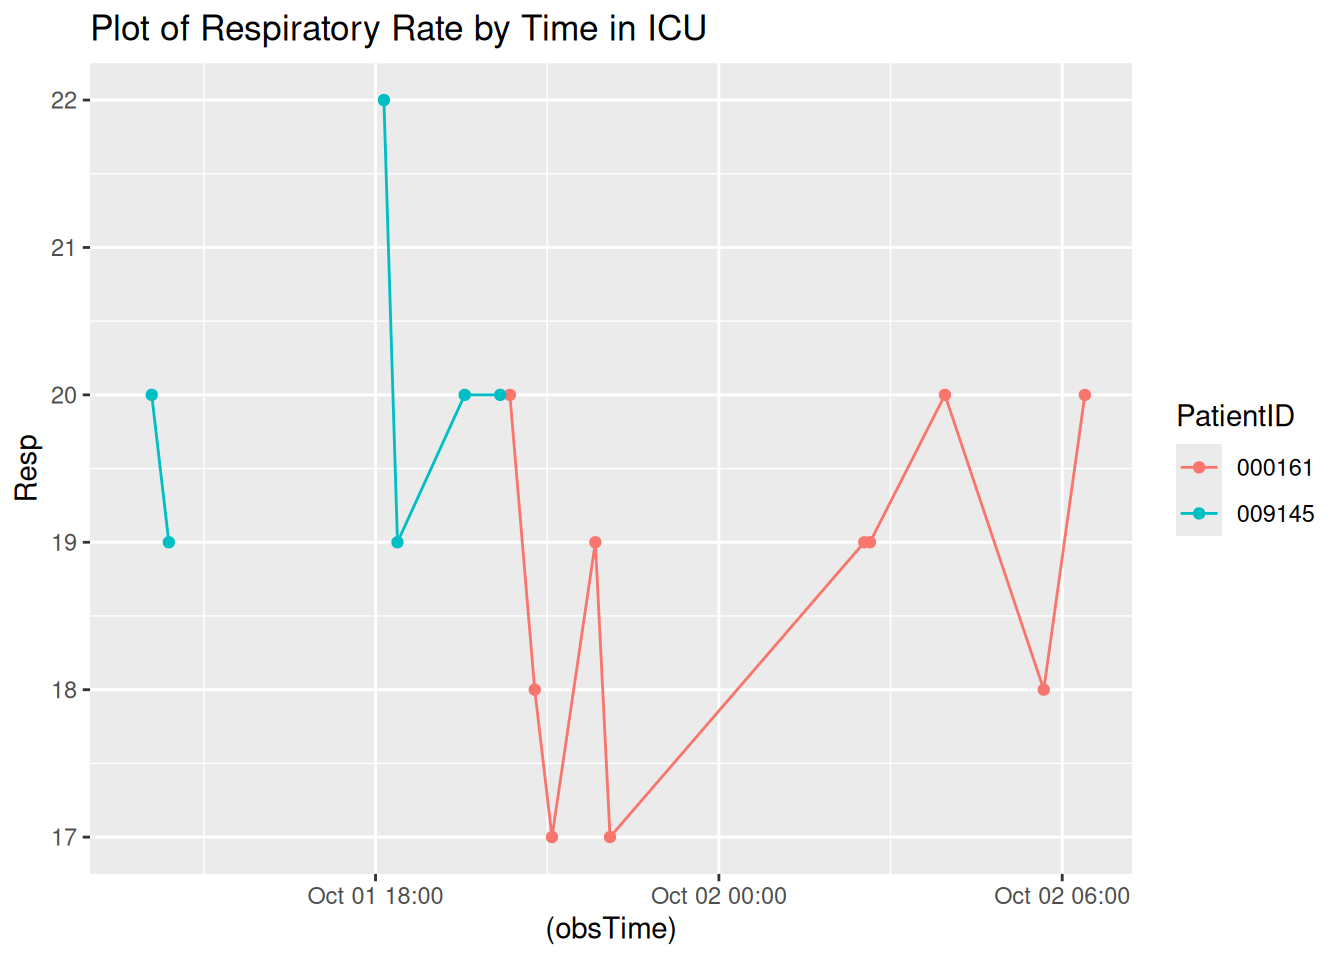 Plot of Respiratory Rate by Time in ICU
22
21
20
19
18
17
Resp
Oct 01 18:00
Oct 02 00:00
Oct 02 06:00
(obsTime)
PatientID
000161
009145